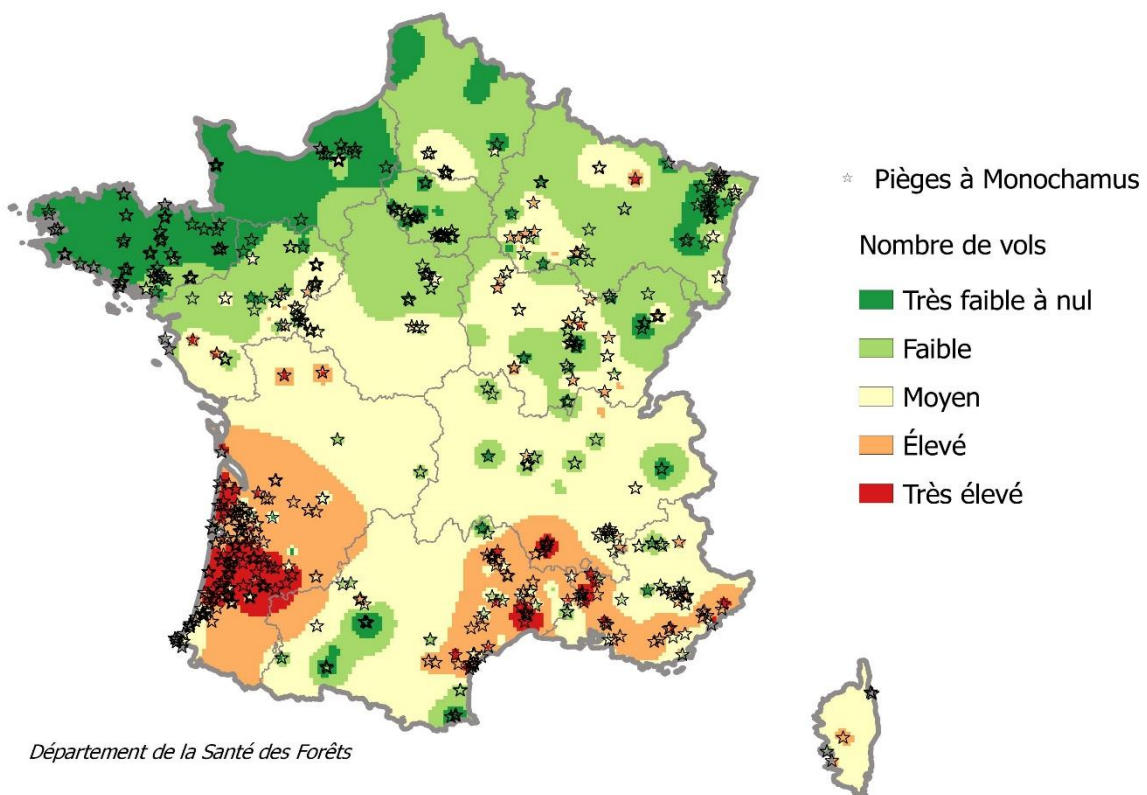 Pièges à Monochamus
Nombre de vols
Très faible à nul
Faible
Moyen
Élevé
Très élevé
Département de la Santé des Forêts